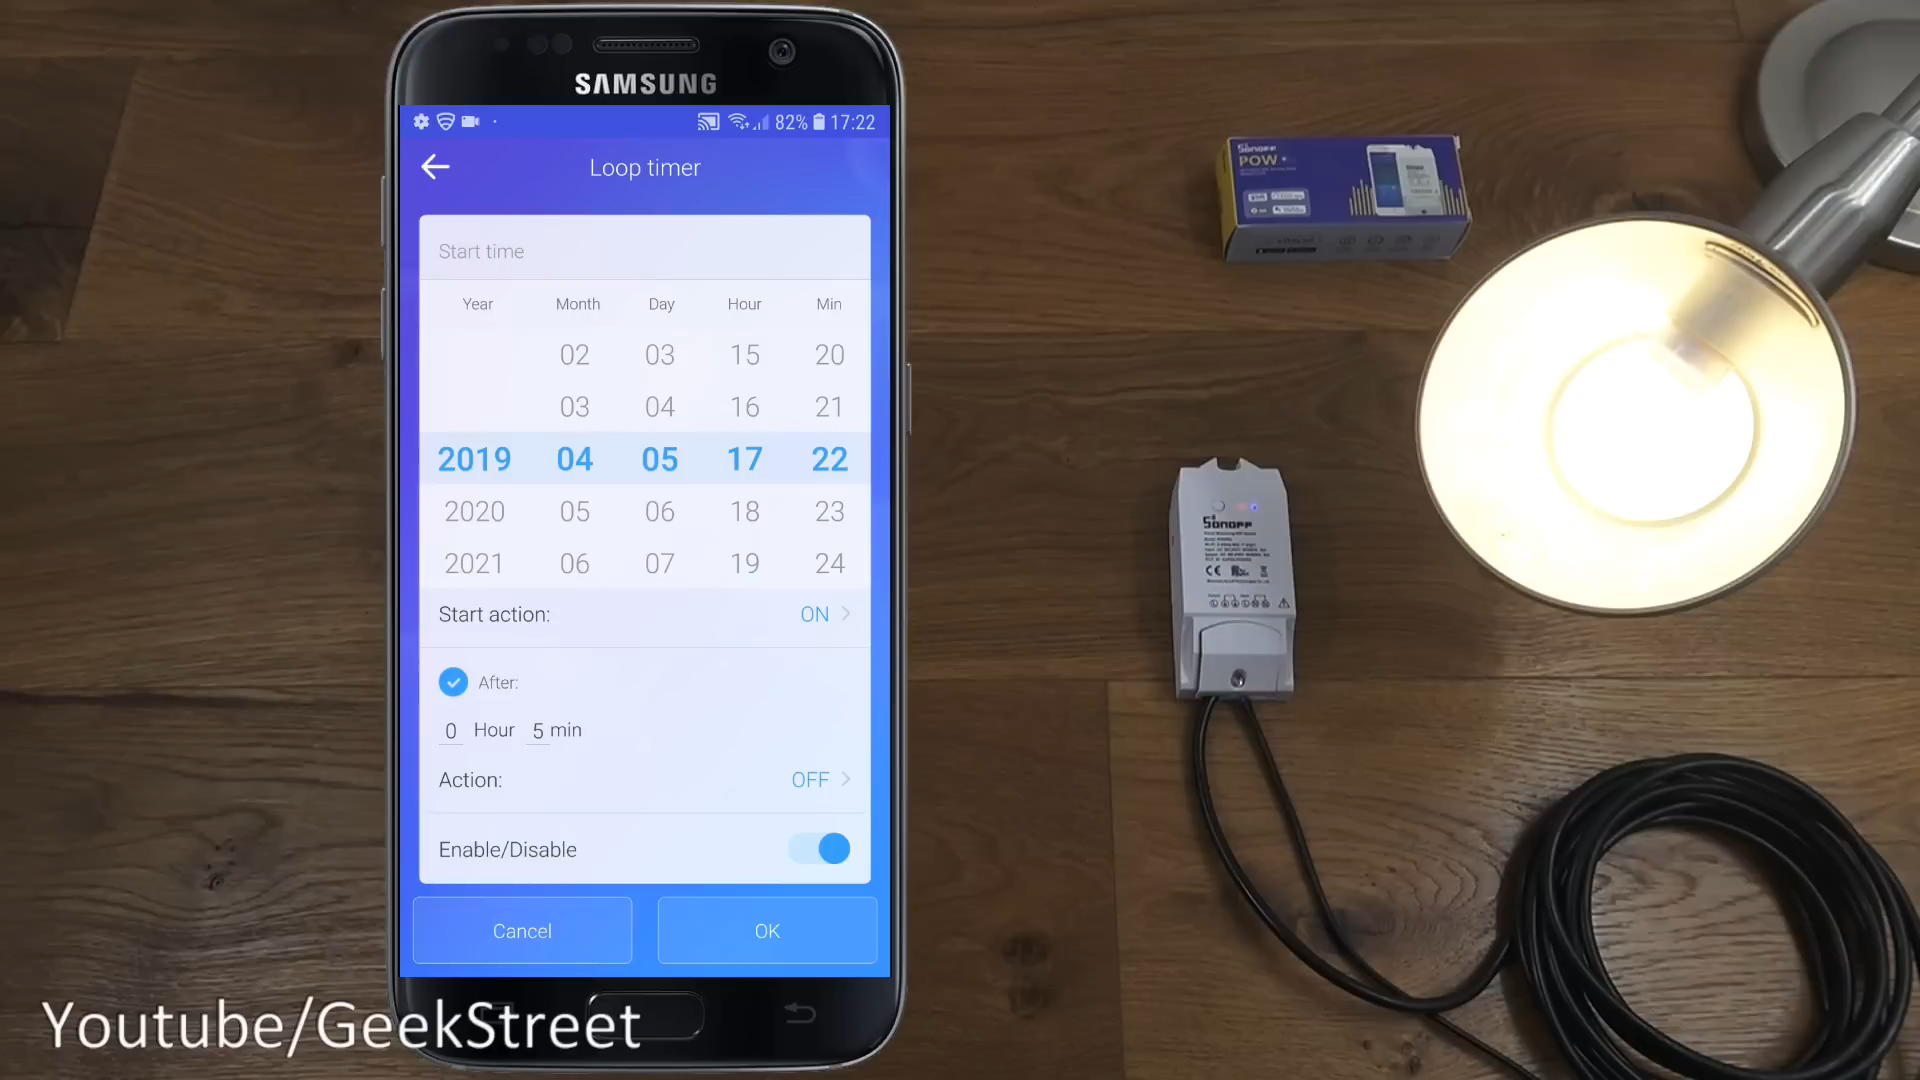 SAMSUNG
82% 17:22
Loop timer
Start time
Year Month Day Hour Min
02 03 15 20
03 04 16 21
2019 04 05 17 22
2020 05 06 18 23
2021 06 07 19 24
Start action: ON
After:
0 Hour 5 min
Action: OFF
Enable/Disable
Cancel OK
Youtube/GeekStreet
SONOFF
POW
SONOFF
CE